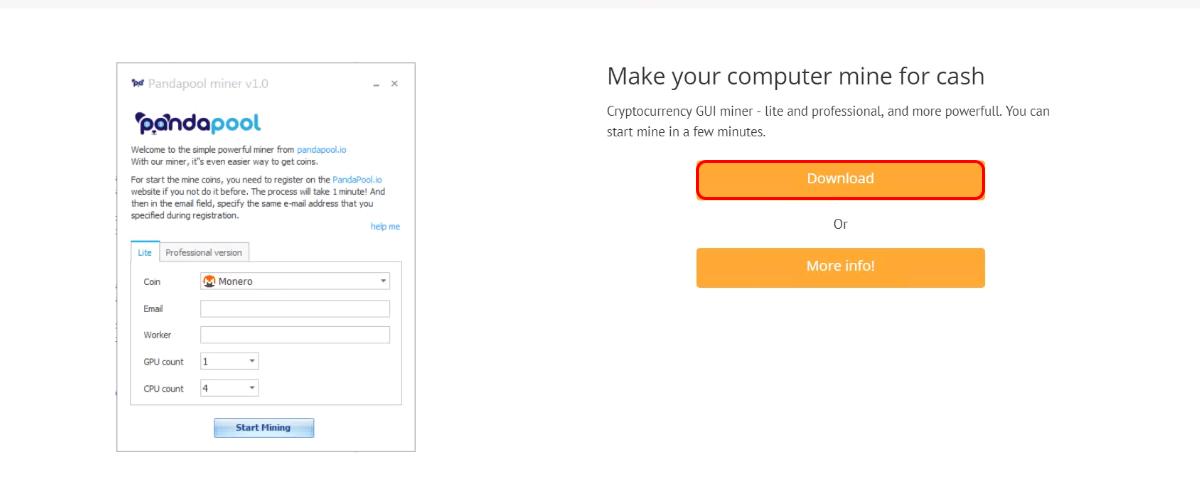 Pandapool miner v1.0
pandapool
Welcome to the simple powerful miner from pandapool.io
With our miner, it"s even easier way to get coins.
For start the mine coins, you need to register on the PandaPool.io
website if you not do it before. The process will take 1 minute! And
then in the email field, specify the same e-mail address that you
specified during registration.
help me
Lite Professional version
Coin Monero
Email
Worker
GPU count 1
CPU count 4
Start Mining
Make your computer mine for cash
Cryptocurrency GUI miner - lite and professional, and more powerfull. You can
start mine in a few minutes.
Download
Or
More info!